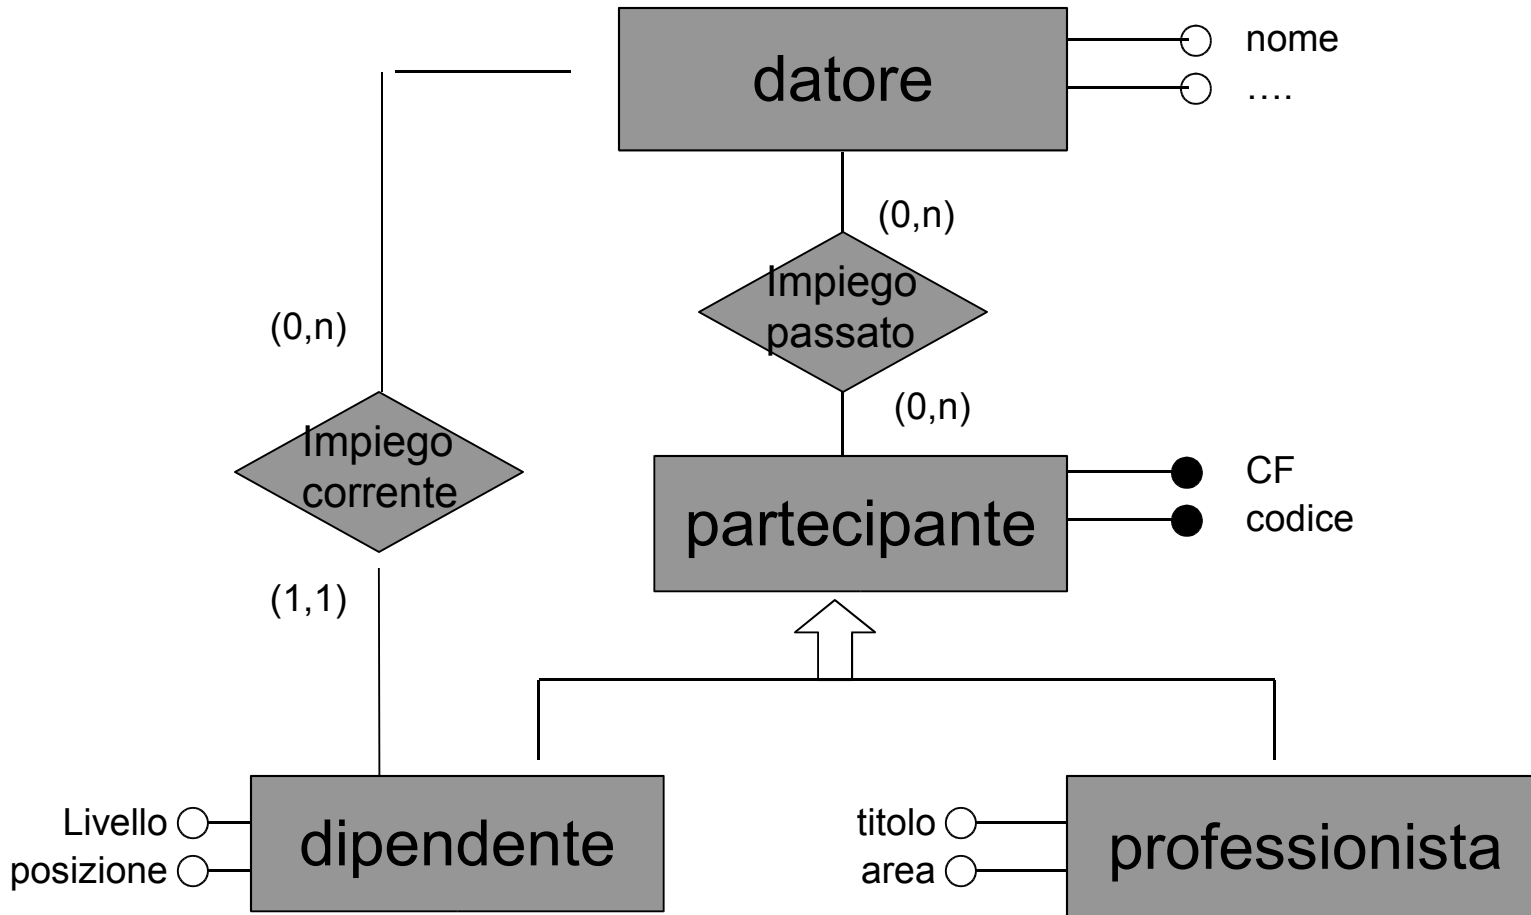 datore
nome
….
(0,n)
Impiego
passato
(0,n)
(0,n)
Impiego
corrente
(1,1)
partecipante
CF
codice
Livello
posizione
dipendente
titolo
area
professionista